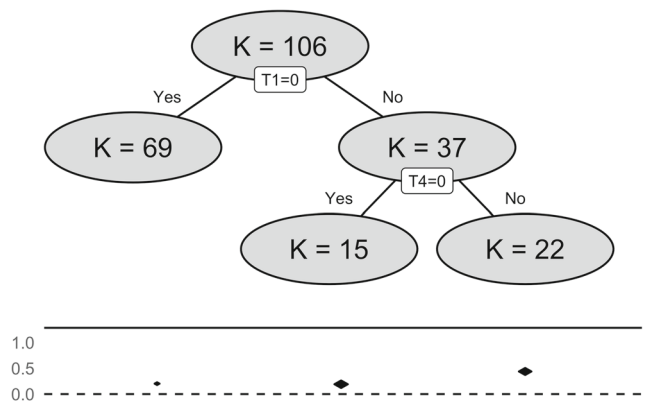 K = 106
T1=0
Yes No
K = 69 K = 37
T4=0
Yes No
K = 15 K = 22
1.0
0.5
0.0